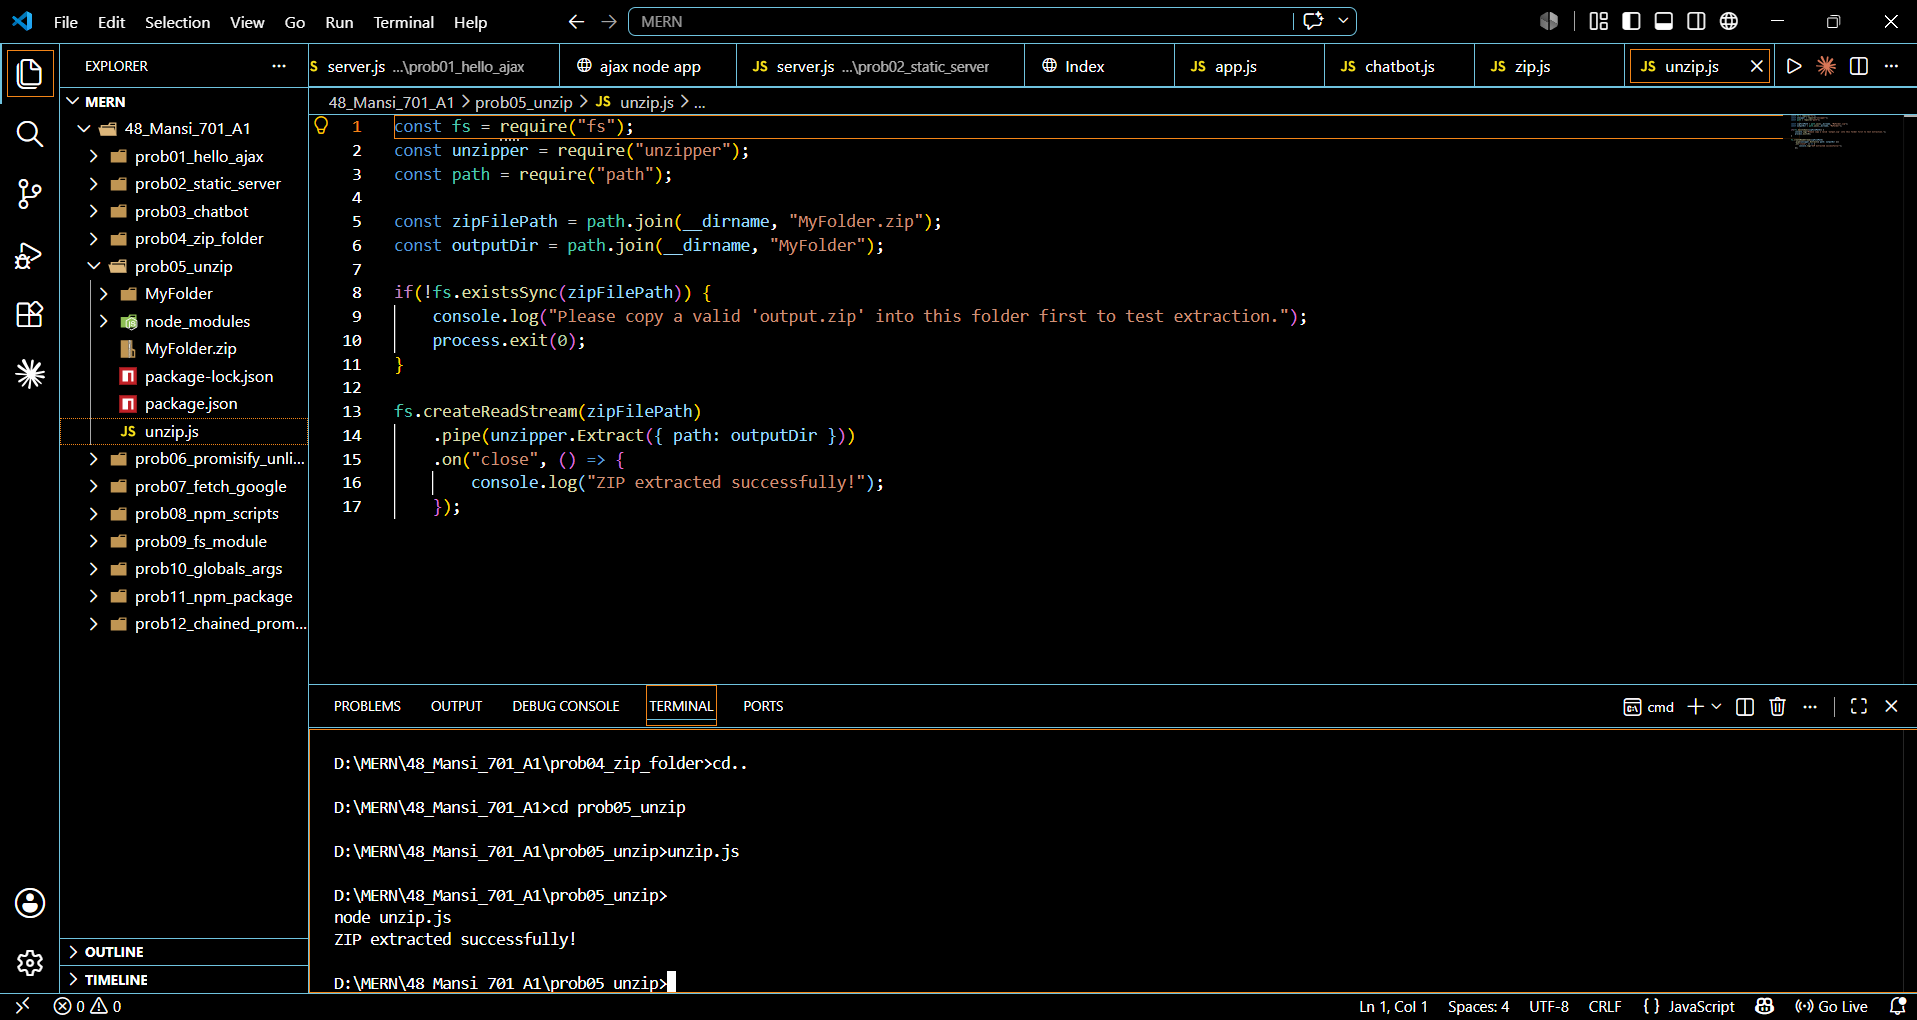 File Edit Selection View Go Run Terminal Help
MERN
EXPLORER
MERN
48_Mansi_701_A1
prob01_hello_ajax
prob02_static_server
prob03_chatbot
prob04_zip_folder
prob05_unzip
MyFolder
node_modules
MyFolder.zip
package-lock.json
package.json
JS unzip.js
prob06_promisify_unli...
prob07_fetch_google
prob08_npm_scripts
prob09_fs_module
prob10_globals_args
prob11_npm_package
prob12_chained_prom...
OUTLINE
TIMELINE
server.js ...\prob01_hello_ajax
ajax node app
JS server.js ...\prob02_static_server
Index
JS app.js
JS chatbot.js
JS zip.js
JS unzip.js
48_Mansi_701_A1 > prob05_unzip > JS unzip.js > ...
1 const fs = require("fs");
2 const unzipper = require("unzipper");
3 const path = require("path");
4
5 const zipFilePath = path.join(__dirname, "MyFolder.zip");
6 const outputDir = path.join(__dirname, "MyFolder");
7
8 if(!fs.existsSync(zipFilePath)) {
9 console.log("Please copy a valid 'output.zip' into this folder first to test extraction.");
10 process.exit(0);
11 }
12
13 fs.createReadStream(zipFilePath)
14 .pipe(unzipper.Extract({ path: outputDir }))
15 .on("close", () => {
16 console.log("ZIP extracted successfully!");
17 });
PROBLEMS OUTPUT DEBUG CONSOLE TERMINAL PORTS
cmd
D:\MERN\48_Mansi_701_A1\prob04_zip_folder>cd..
D:\MERN\48_Mansi_701_A1>cd prob05_unzip
D:\MERN\48_Mansi_701_A1\prob05_unzip>unzip.js
D:\MERN\48_Mansi_701_A1\prob05_unzip>
node unzip.js
ZIP extracted successfully!
D:\MERN\48_Mansi_701_A1\prob05_unzip>
0 0
Ln 1, Col 1 Spaces: 4 UTF-8 CRLF { } JavaScript Go Live